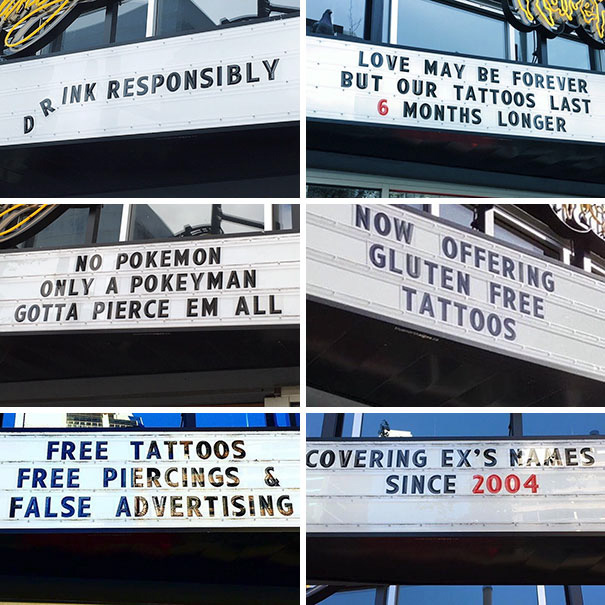 DRINK RESPONSIBLY
LOVE MAY BE FOREVER
BUT OUR TATTOOS LAST
6 MONTHS LONGER
NO POKEMON
ONLY A POKEYMAN
GOTTA PIERCE EM ALL
NOW OFFERING
GLUTEN FREE
TATTOOS
FREE TATTOOS
FREE PIERCINGS &
FALSE ADVERTISING
COVERING EX'S NAMES
SINCE 2004